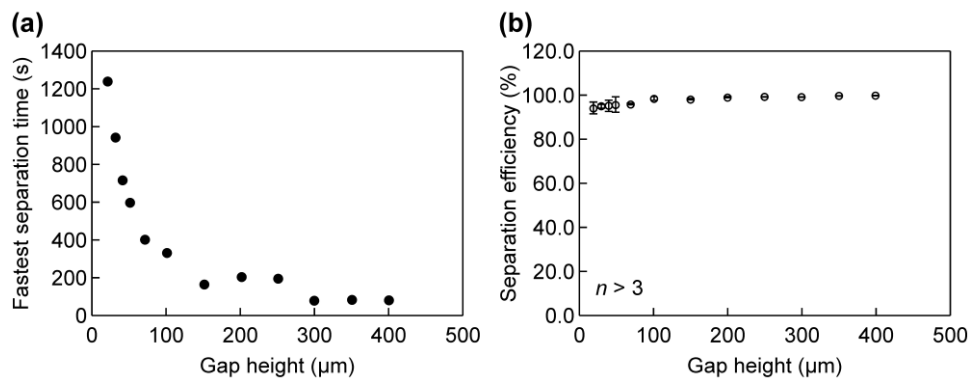 (a)
1400
1200
1000
800
600
400
200
0
Fastest separation time (s)
0 100 200 300 400 500
Gap height (µm)
(b)
120.0
100.0
80.0
60.0
40.0
20.0
0.0
Separation efficiency (%)
n > 3
0 100 200 300 400 500
Gap height (µm)